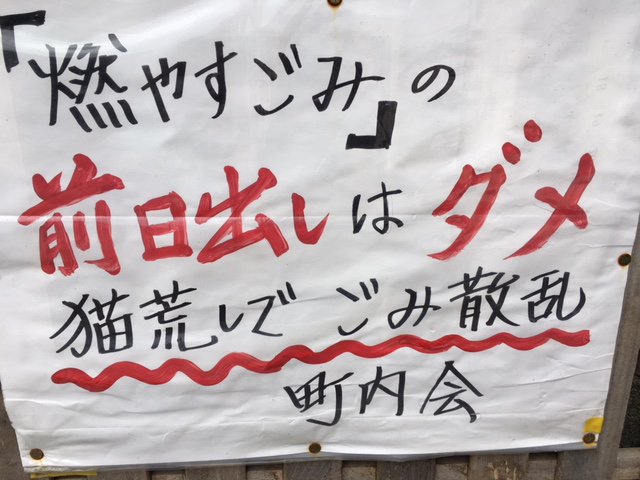 「燃やすごみ」の
前日出しはダメ
猫荒しで ごみ散乱
町内会